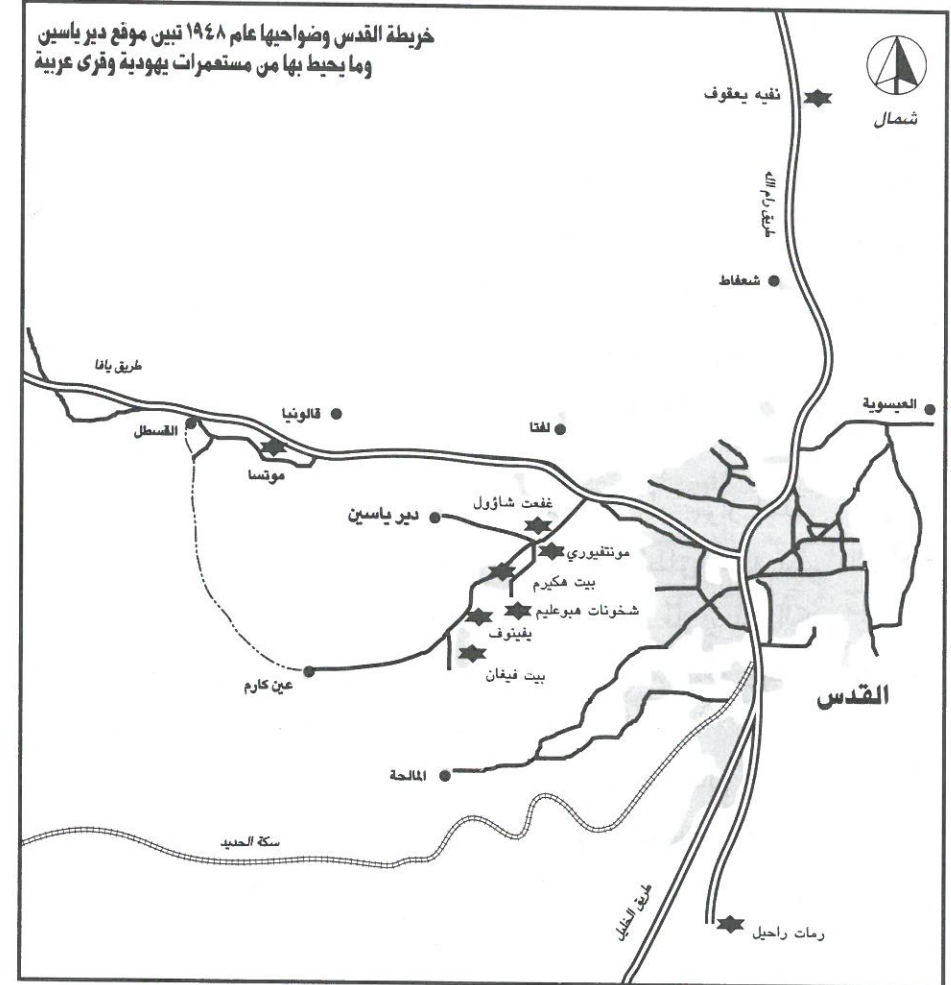 خريطة القدس وضواحيها عام ١٩٤٨ تبين موقع دير ياسين
وما يحيط بها من مستعمرات يهودية وقرى عربية
شمال
نفيه يعقوف
طريق رام الله
شعفاط
طريق يافا
العيسوية
قالونيا
لفتا
القسطل
موتسا
غفعت شاؤول
دير ياسين
مونتفيوري
بيت هكيرم
شخونات هبوعليم
يفينوف
بيت فيغان
عين كارم
القدس
المالحة
سكة الحديد
طريق الخليل
رمات راحيل